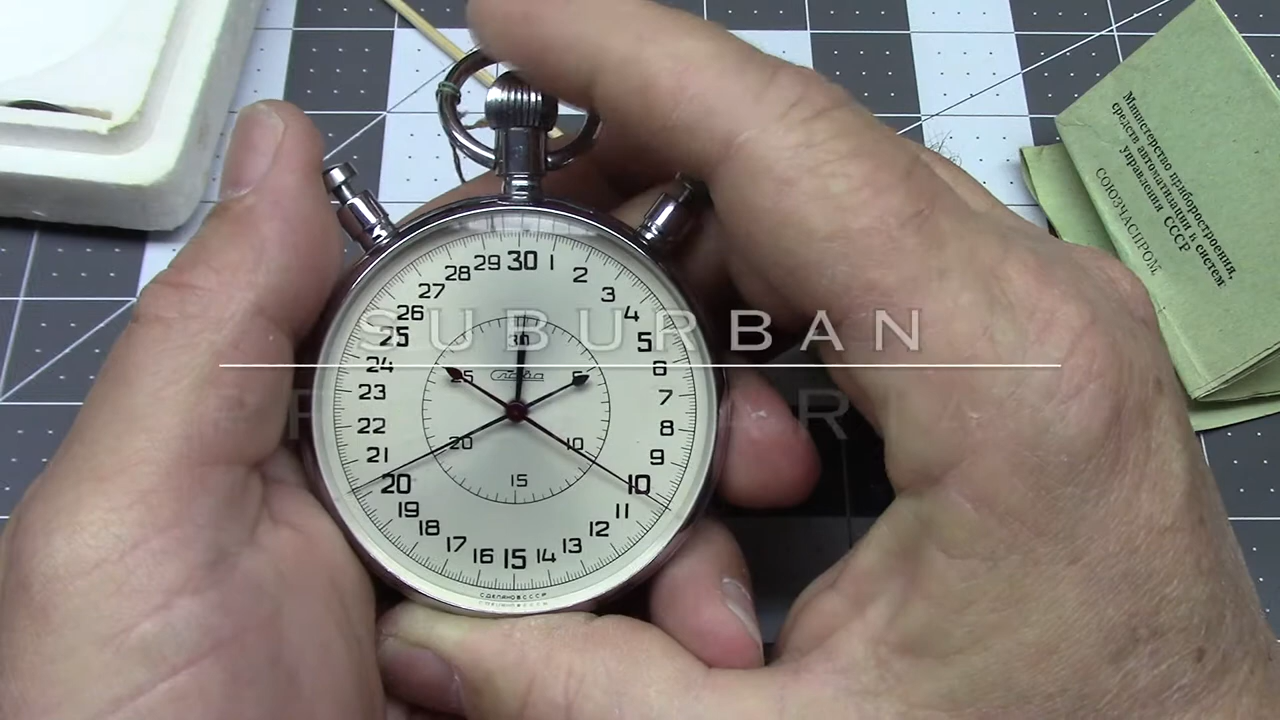 SUBURBAN
30 1 2 3 4 5 6 7 8 9 10 11 12 13 14 15 16 17 18 19 20 21 22 23 24 25 26 27 28 29
30 5 10 15 20 25
Слава
СДЕЛАНО В СССР
Министерство приборостроения,
средств автоматизации и систем
управления СССР
СОЮЗЧАСПРОМ